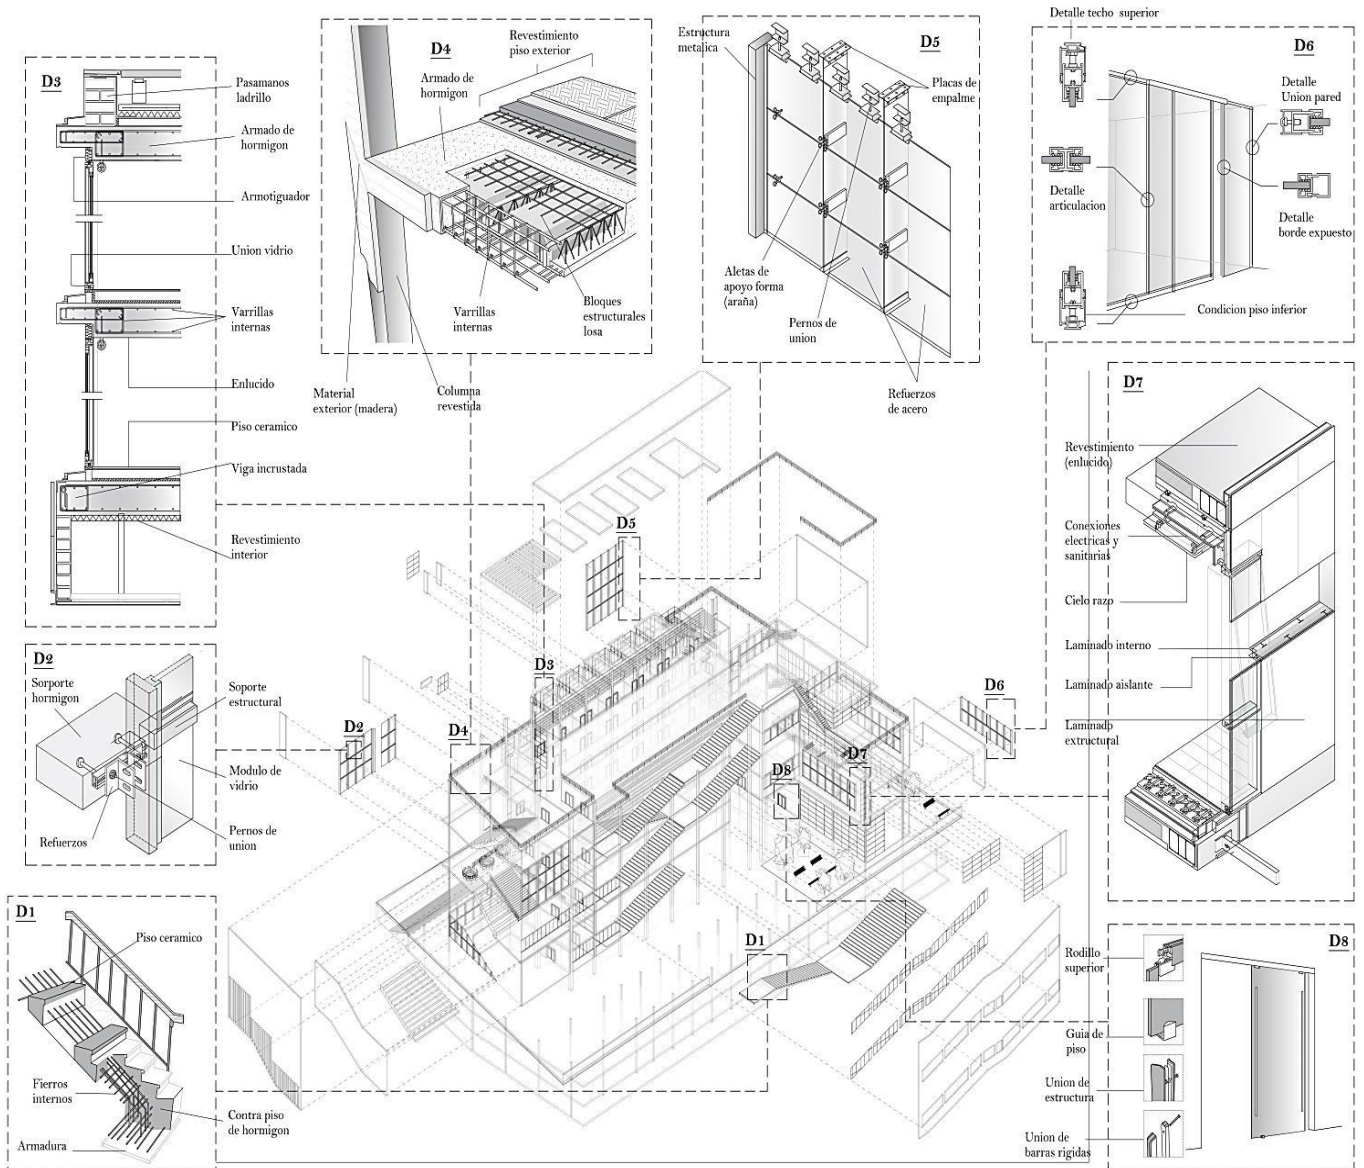 D3
Pasamanos
ladrillo
Armado de
hormigon
Armotiguador
Union vidrio
Varrillas
internas
Enlucido
Piso ceramico
Viga incrustada
Revestimiento
interior
D4
Revestimiento
piso exterior
Armado de
hormigon
Varrillas
internas
Bloques
estructurales
losa
Material
exterior (madera)
Columna
revestida
D5
Estructura
metalica
Placas de
empalme
Aletas de
apoyo forma
(araña)
Pernos de
union
Refuerzos
de acero
Detalle techo superior
D6
Detalle
Union pared
Detalle
articulacion
Detalle
borde expuesto
Condicion piso inferior
D7
Revestimiento
(enlucido)
Conexiones
electricas y
sanitarias
Cielo razo
Laminado interno
Laminado aislante
Laminado
extructural
D2
Sorporte
hormigon
Soporte
estructural
Modulo de
vidrio
Refuerzos
Pernos de
union
D5
D3
D2
D4
D6
D7
D8
D1
D1
Piso ceramico
Fierros
internos
Contra piso
de hormigon
Armadura
D8
Rodillo
superior
Guia de
piso
Union de
estructura
Union de
barras rigidas